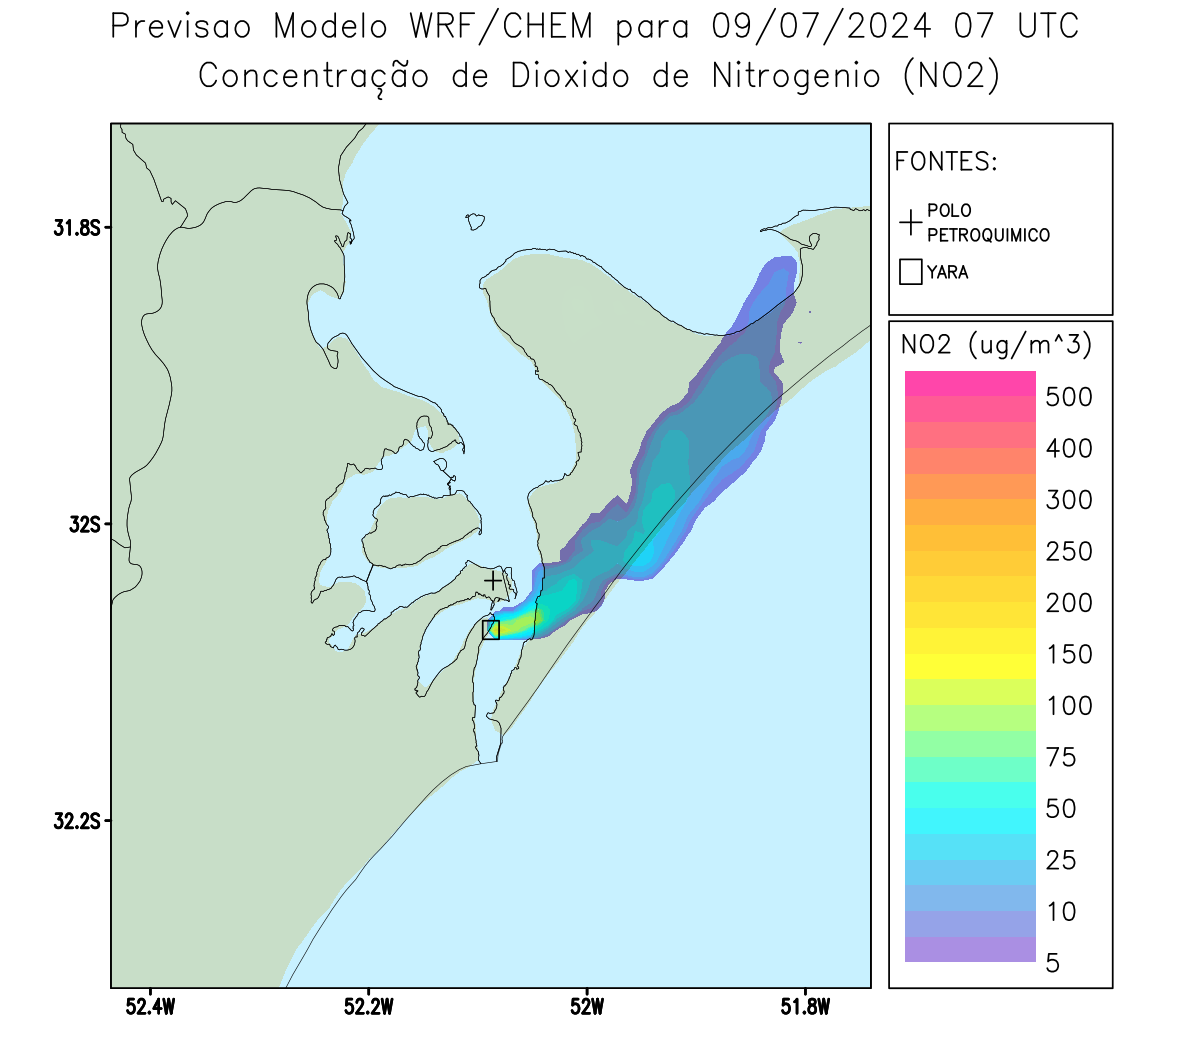 Previsao Modelo WRF/CHEM para 09/07/2024 07 UTC
Concentração de Dioxido de Nitrogenio (NO2)
FONTES:
POLO
PETROQUIMICO
YARA
NO2 (ug/m^3)
500
400
300
250
200
150
100
75
50
25
10
5
31.8S
32S
32.2S
52.4W
52.2W
52W
51.8W